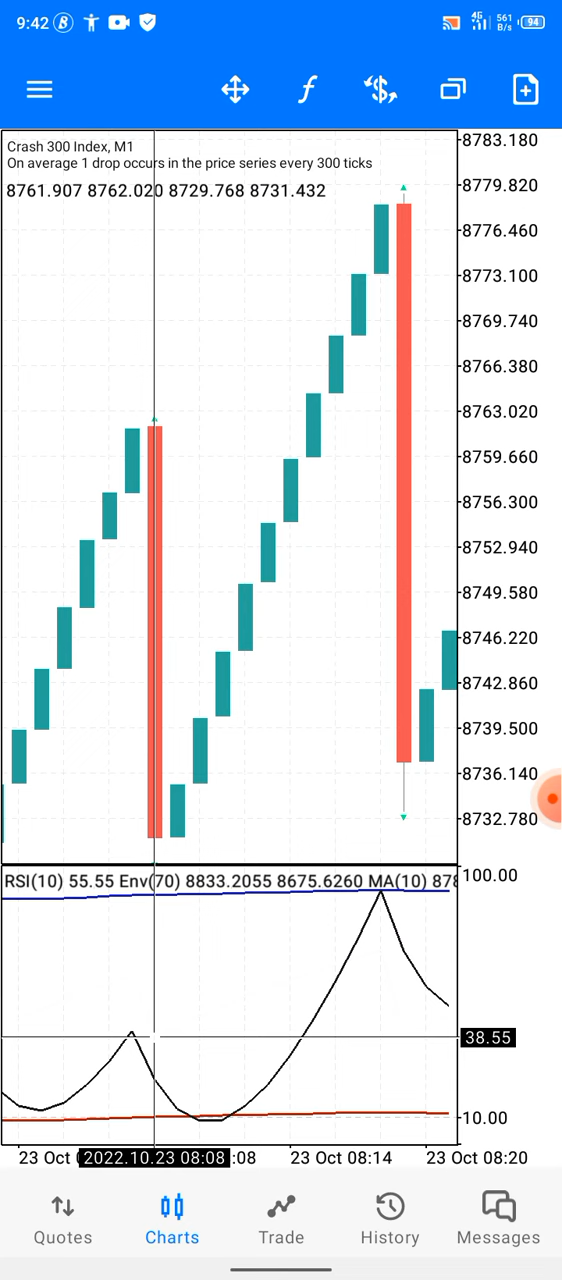 9:42 B 4G 561 B/s 94
Crash 300 Index, M1
On average 1 drop occurs in the price series every 300 ticks
8761.907 8762.020 8729.768 8731.432
8783.180
8779.820
8776.460
8773.100
8769.740
8766.380
8763.020
8759.660
8756.300
8752.940
8749.580
8746.220
8742.860
8739.500
8736.140
8732.780
RSI(10) 55.55 Env(70) 8833.2055 8675.6260 MA(10) 878
100.00
38.55
10.00
23 Oct 2022.10.23 08:08 :08 23 Oct 08:14 23 Oct 08:20
Quotes Charts Trade History Messages